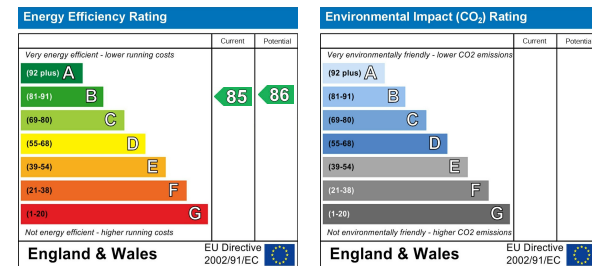 Energy Efficiency Rating
Current Potential
Very energy efficient - lower running costs
(92 plus) A
(81-91) B
85 86
(69-80) C
(55-68) D
(39-54) E
(21-38) F
(1-20) G
Not energy efficient - higher running costs
England & Wales
EU Directive
2002/91/EC
Environmental Impact (CO₂) Rating
Current Potentia
Very environmentally friendly - lower CO2 emissions
(92 plus) A
(81-91) B
(69-80) C
(55-68) D
(39-54) E
(21-38) F
(1-20) G
Not environmentally friendly - higher CO2 emissions
England & Wales
EU Directive
2002/91/EC